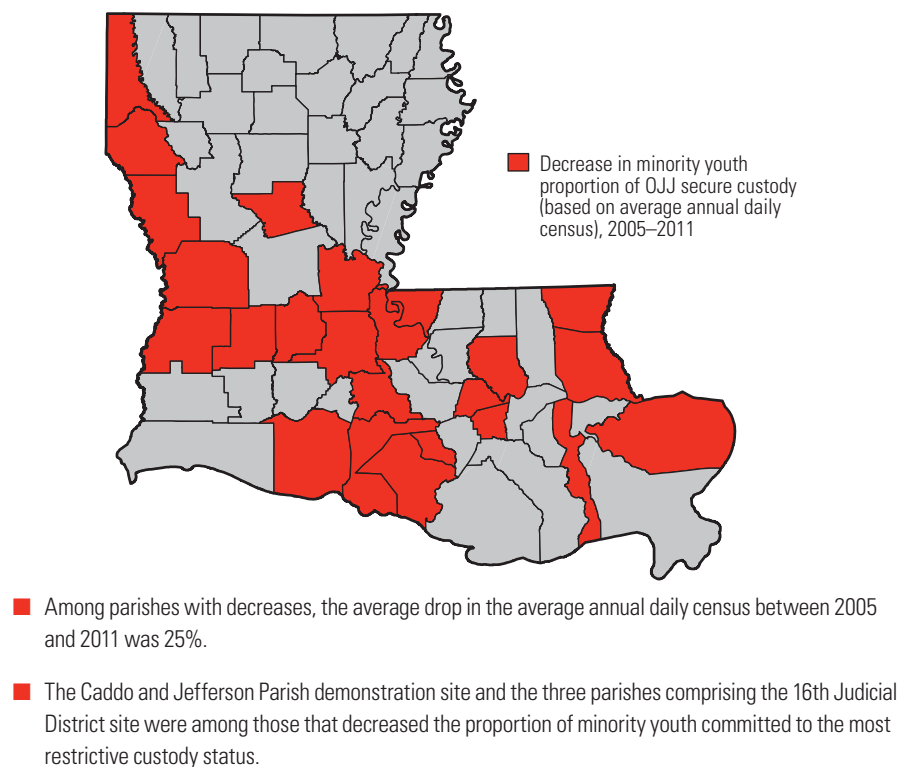 Decrease in minority youth
proportion of OJJ secure custody
(based on average annual daily
census), 2005–2011
Among parishes with decreases, the average drop in the average annual daily census between 2005
and 2011 was 25%.
The Caddo and Jefferson Parish demonstration site and the three parishes comprising the 16th Judicial
District site were among those that decreased the proportion of minority youth committed to the most
restrictive custody status.